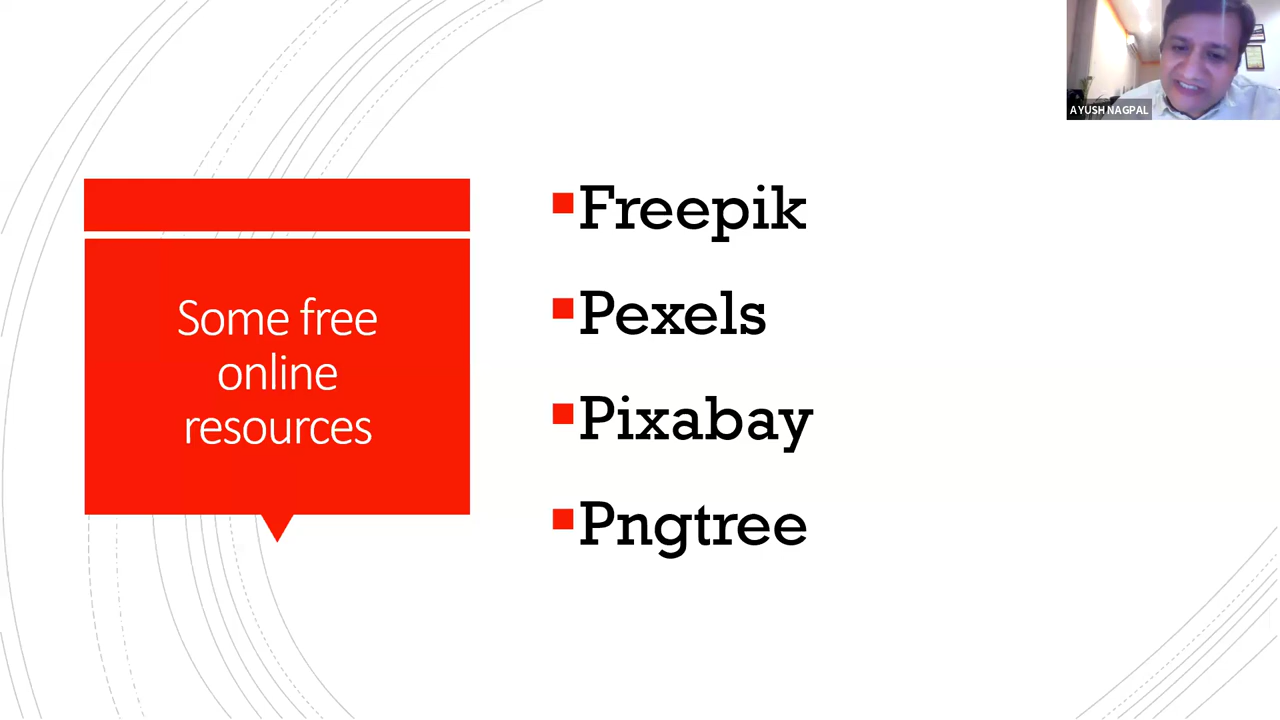 AYUSH NAGPAL
Some free
online
resources
Freepik
Pexels
Pixabay
Pngtree